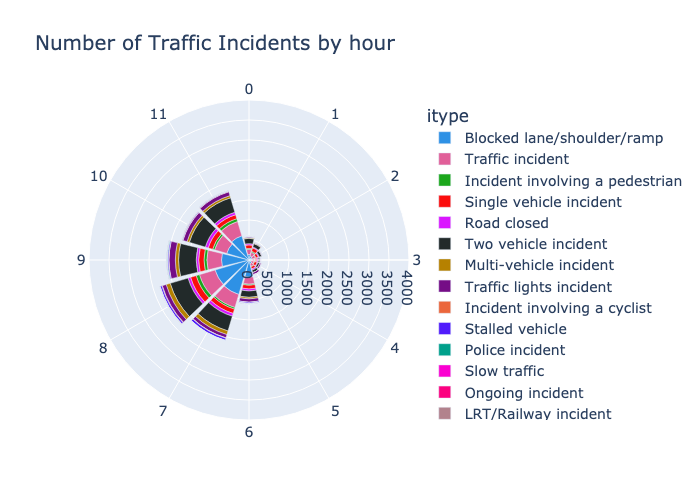 Number of Traffic Incidents by hour
0
1
2
3
4
5
6
7
8
9
10
11
0
500
1000
1500
2000
2500
3000
3500
4000
itype
Blocked lane/shoulder/ramp
Traffic incident
Incident involving a pedestrian
Single vehicle incident
Road closed
Two vehicle incident
Multi-vehicle incident
Traffic lights incident
Incident involving a cyclist
Stalled vehicle
Police incident
Slow traffic
Ongoing incident
LRT/Railway incident